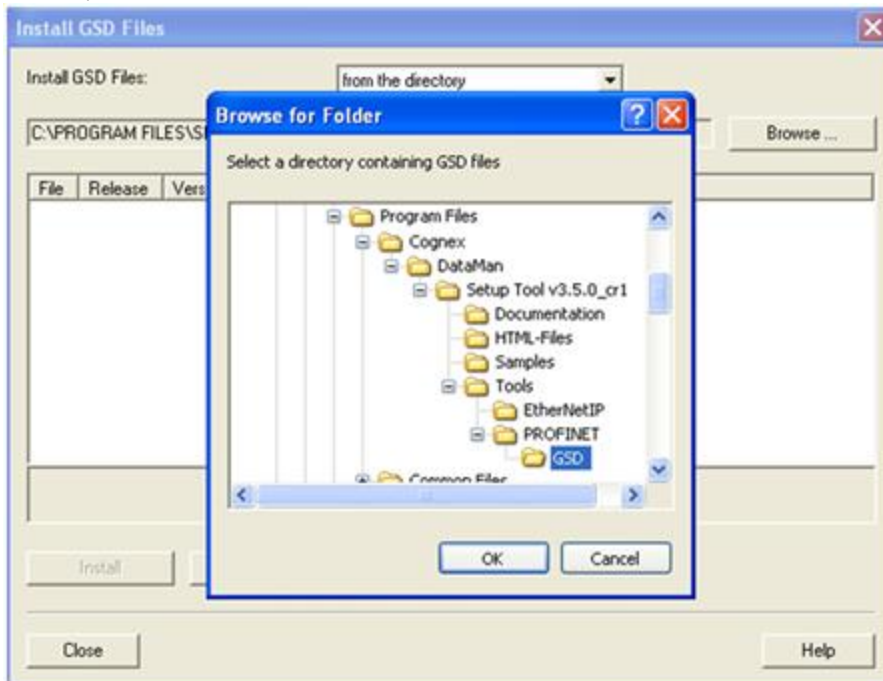 Install GSD Files
Install GSD Files:
from the directory
C:\PROGRAM FILES\
Browse ...
File Release Vers
Browse for Folder
Select a directory containing GSD files
Program Files
Cognex
DataMan
Setup Tool v3.5.0_cr1
Documentation
HTML-Files
Samples
Tools
EtherNetIP
PROFINET
GSD
Common Files
OK Cancel
Install
Close Help